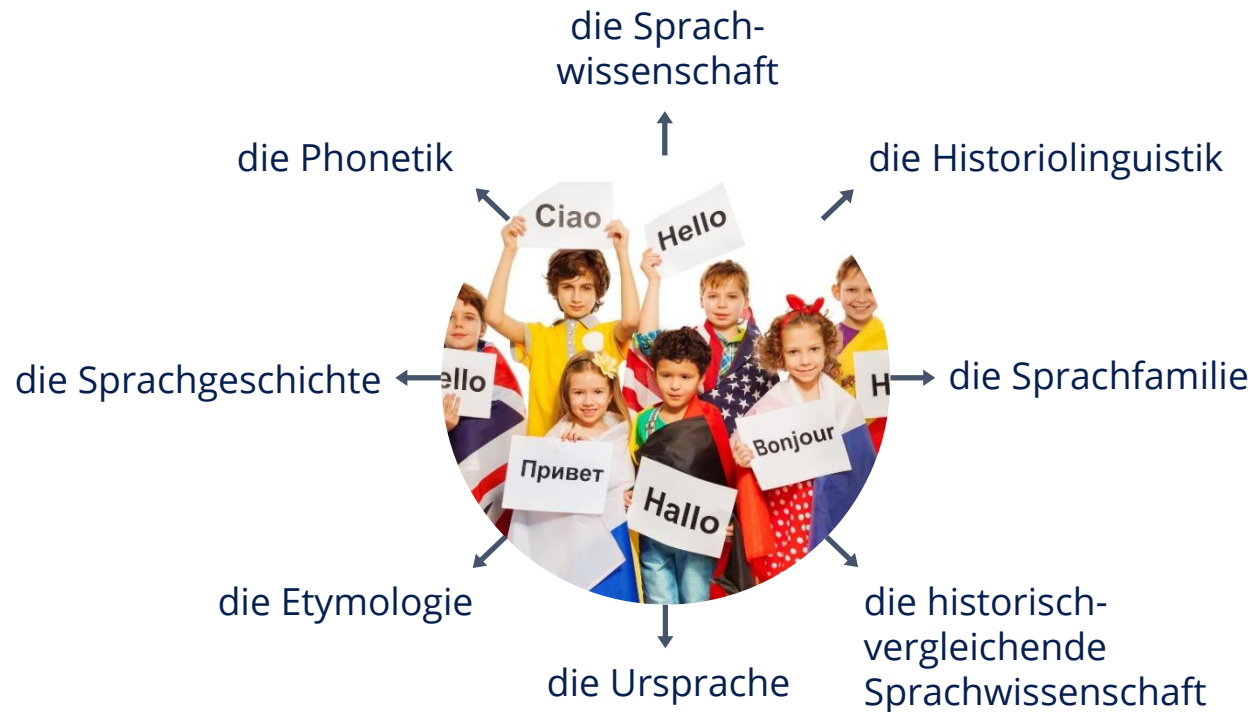 die Sprach-
wissenschaft
die Phonetik
die Historiolinguistik
Ciao
Hello
die Sprachgeschichte
ello
H
die Sprachfamilie
Bonjour
Привет
Hallo
die Etymologie
die historisch-
vergleichende
Sprachwissenschaft
die Ursprache